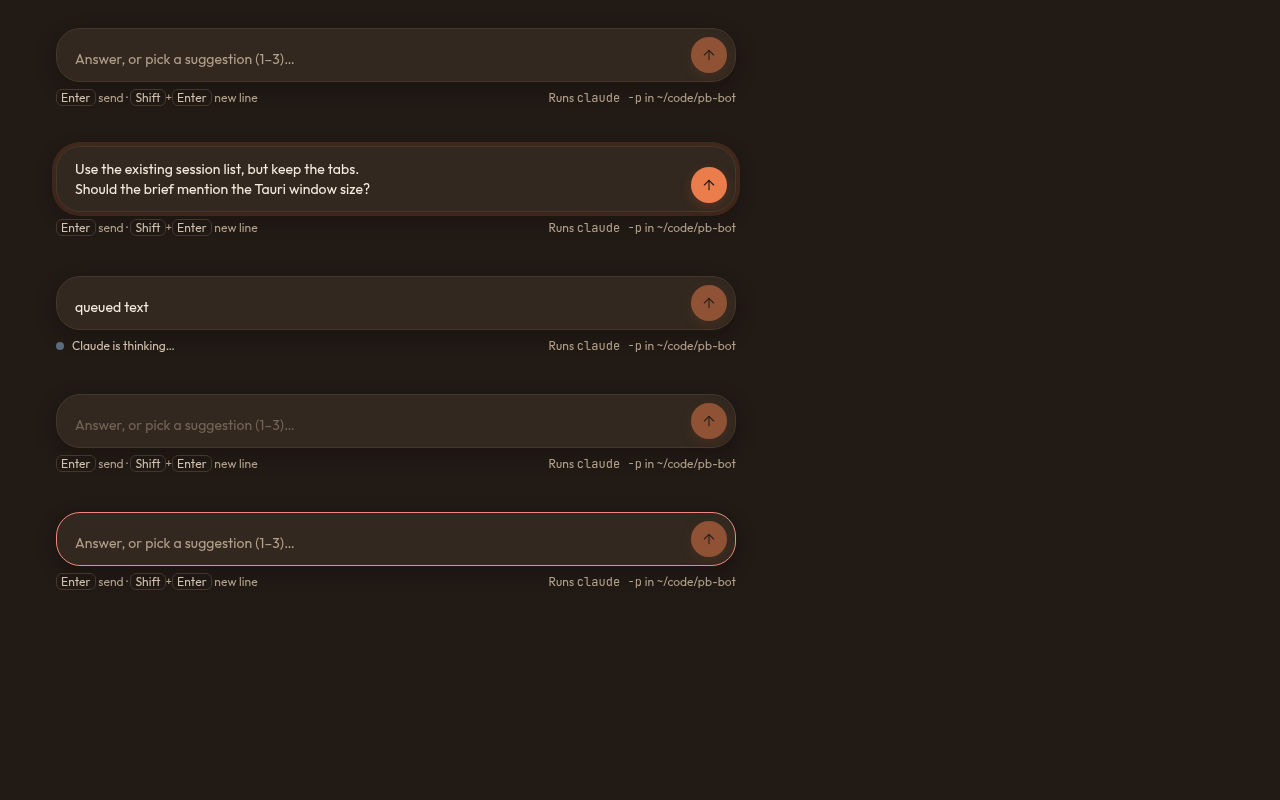 Answer, or pick a suggestion (1–3)…
Enter send · Shift+Enter new line Runs claude -p in ~/code/pb-bot
Use the existing session list, but keep the tabs.
Should the brief mention the Tauri window size?
Enter send · Shift+Enter new line Runs claude -p in ~/code/pb-bot
queued text
Claude is thinking… Runs claude -p in ~/code/pb-bot
Answer, or pick a suggestion (1–3)…
Enter send · Shift+Enter new line Runs claude -p in ~/code/pb-bot
Answer, or pick a suggestion (1–3)…
Enter send · Shift+Enter new line Runs claude -p in ~/code/pb-bot